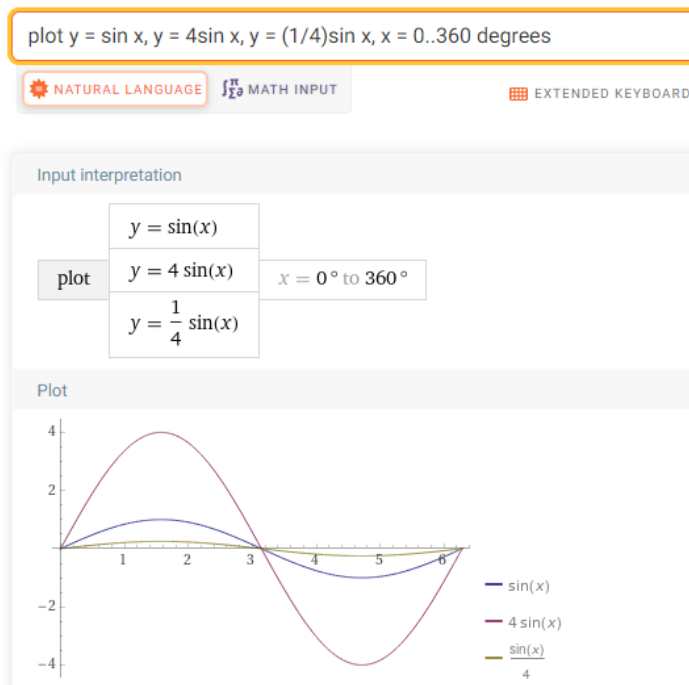 plot y = sin x, y = 4sin x, y = (1/4)sin x, x = 0..360 degrees
NATURAL LANGUAGE
∫Σ∂π MATH INPUT
EXTENDED KEYBOARD
Input interpretation
plot
y = sin(x)
y = 4 sin(x)
y = 1/4 sin(x)
x = 0° to 360°
Plot
4
2
1 2 3 4 5 6
−2
−4
sin(x)
4 sin(x)
sin(x)/4